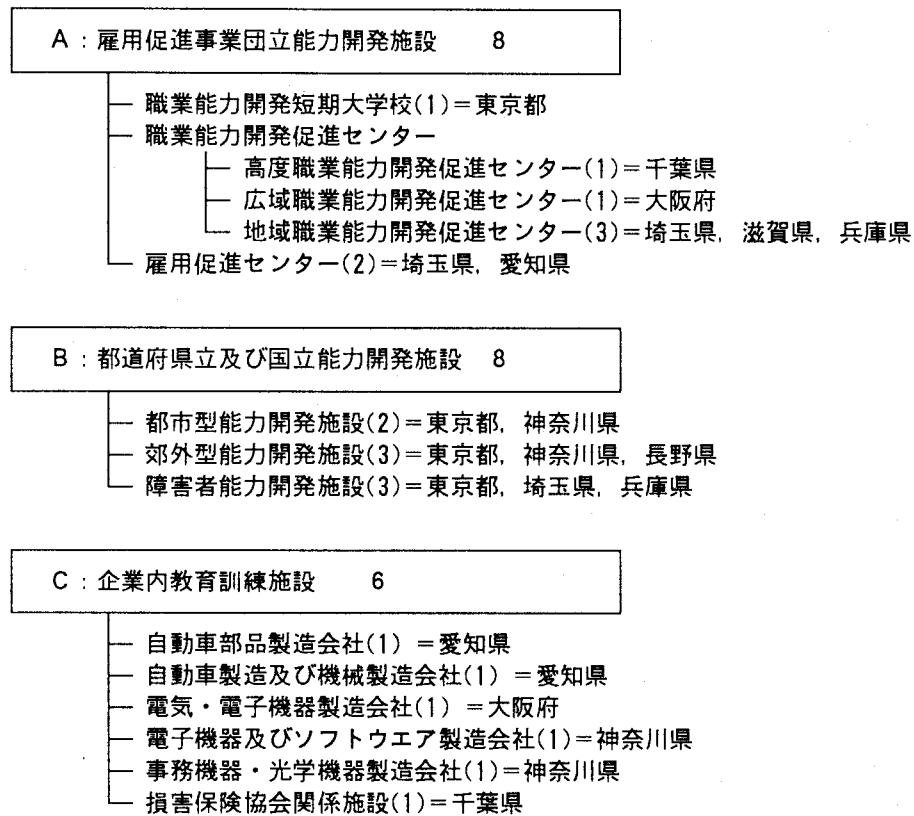 A:雇用促進事業団立能力開発施設 8
職業能力開発短期大学校(1)=東京都
職業能力開発促進センター
高度職業能力開発促進センター(1)=千葉県
広域職業能力開発促進センター(1)=大阪府
地域職業能力開発促進センター(3)=埼玉県,滋賀県,兵庫県
雇用促進センター(2)=埼玉県,愛知県
B:都道府県立及び国立能力開発施設 8
都市型能力開発施設(2)=東京都,神奈川県
郊外型能力開発施設(3)=東京都,神奈川県,長野県
障害者能力開発施設(3)=東京都,埼玉県,兵庫県
C:企業内教育訓練施設 6
自動車部品製造会社(1)=愛知県
自動車製造及び機械製造会社(1)=愛知県
電気・電子機器製造会社(1)=大阪府
電子機器及びソフトウエア製造会社(1)=神奈川県
事務機器・光学機器製造会社(1)=神奈川県
損害保険協会関係施設(1)=千葉県